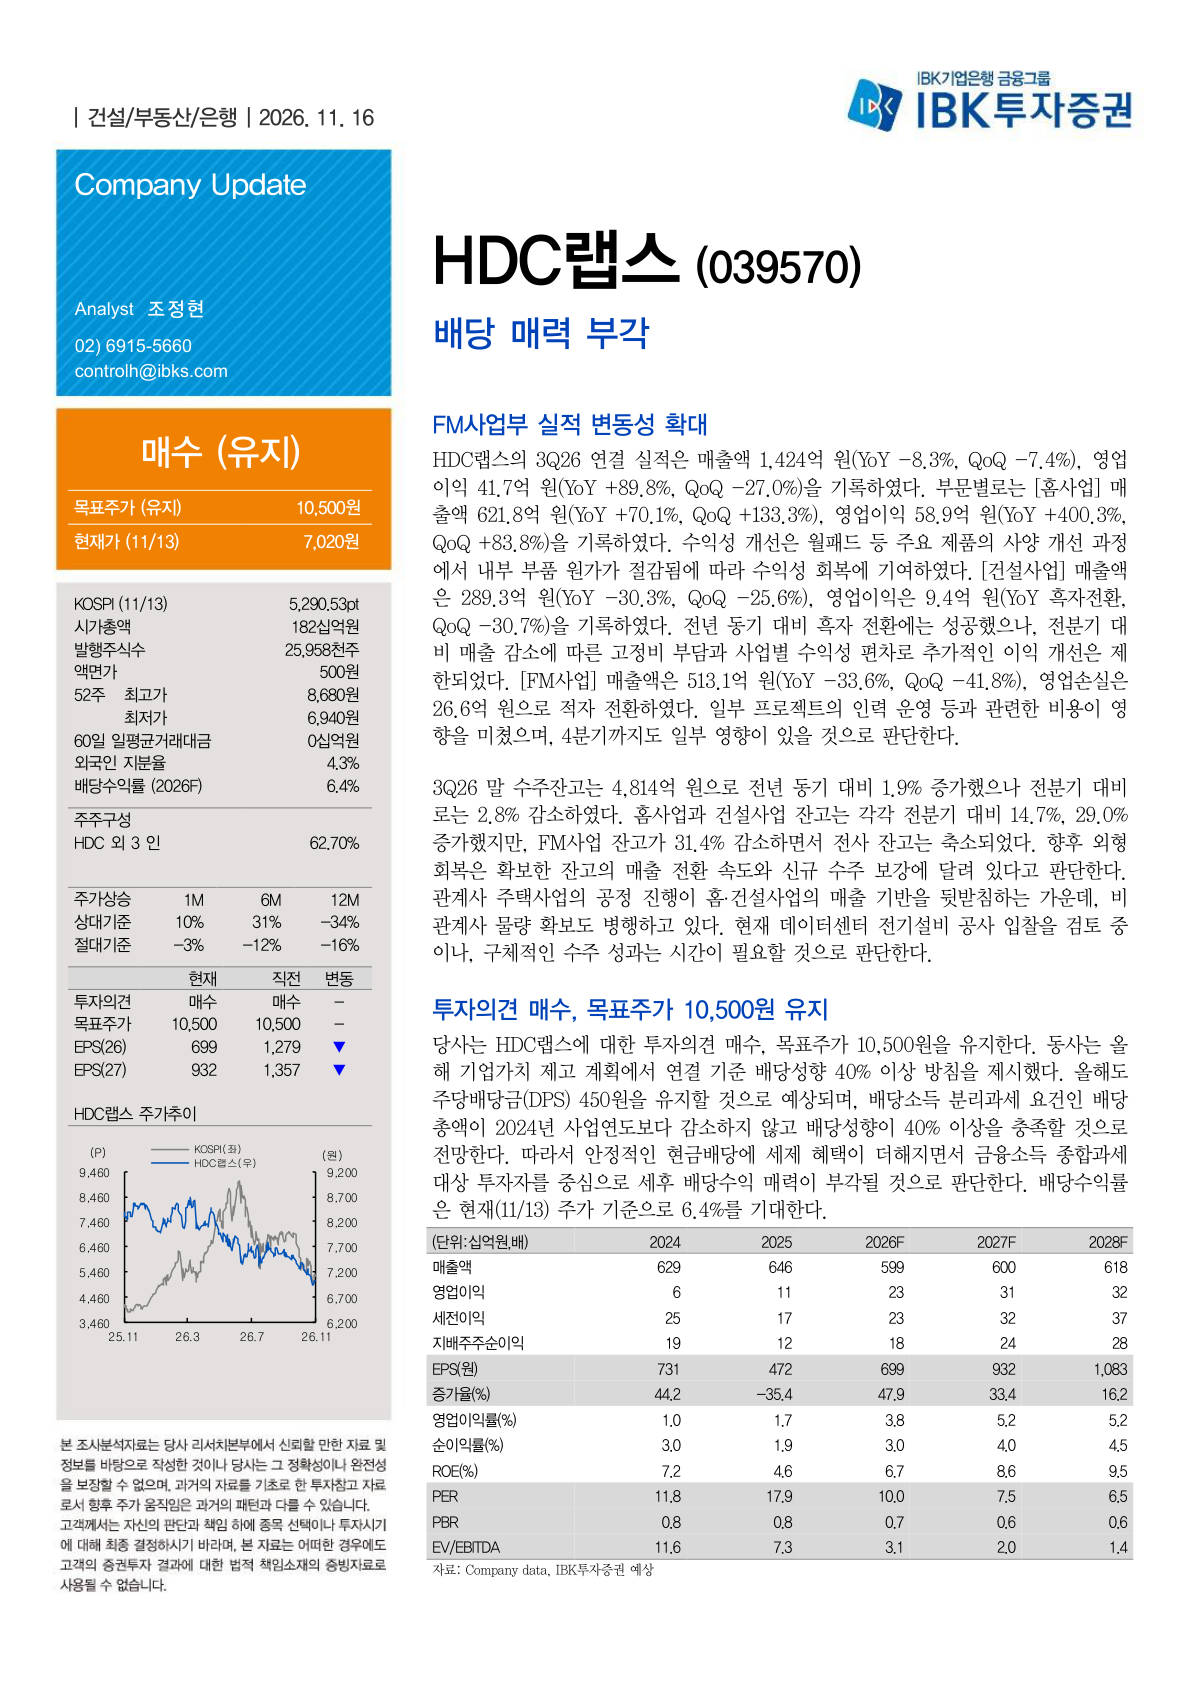 | 건설/부동산/은행 | 2026. 11. 16
IBK기업은행 금융그룹
IBK투자증권
Company Update
Analyst 조정현
02) 6915-5660
controlh@ibks.com
매수 (유지)
목표주가 (유지) 10,500원
현재가 (11/13) 7,020원
KOSPI (11/13) 5,290.53pt
시가총액 182십억원
발행주식수 25,958천주
액면가 500원
52주 최고가 8,680원
최저가 6,940원
60일 일평균거래대금 0십억원
외국인 지분율 4.3%
배당수익률 (2026F) 6.4%
주주구성
HDC 외 3 인 62.70%
주가상승 1M 6M 12M
상대기준 10% 31% -34%
절대기준 -3% -12% -16%
현재 직전 변동
투자의견 매수 매수 -
목표주가 10,500 10,500 -
EPS(26) 699 1,279 ▼
EPS(27) 932 1,357 ▼
HDC랩스 주가추이
(P) KOSPI(좌) (원)
HDC랩스(우)
9,460 9,200
8,460 8,700
7,460 8,200
6,460 7,700
5,460 7,200
4,460 6,700
3,460 6,200
25.11 26.3 26.7 26.11
본 조사분석자료는 당사 리서치본부에서 신뢰할 만한 자료 및
정보를 바탕으로 작성한 것이나 당사는 그 정확성이나 완전성
을 보장할 수 없으며, 과거의 자료를 기초로 한 투자참고 자료
로서 향후 주가 움직임은 과거의 패턴과 다를 수 있습니다.
고객께서는 자신의 판단과 책임 하에 종목 선택이나 투자시기
에 대해 최종 결정하시기 바라며, 본 자료는 어떠한 경우에도
고객의 증권투자 결과에 대한 법적 책임소재의 증빙자료로
사용될 수 없습니다.
HDC랩스 (039570)
배당 매력 부각
FM사업부 실적 변동성 확대
HDC랩스의 3Q26 연결 실적은 매출액 1,424억 원(YoY -8.3%, QoQ -7.4%), 영업
이익 41.7억 원(YoY +89.8%, QoQ -27.0%)을 기록하였다. 부문별로는 [홈사업] 매
출액 621.8억 원(YoY +70.1%, QoQ +133.3%), 영업이익 58.9억 원(YoY +400.3%,
QoQ +83.8%)을 기록하였다. 수익성 개선은 월패드 등 주요 제품의 사양 개선 과정
에서 내부 부품 원가가 절감됨에 따라 수익성 회복에 기여하였다. [건설사업] 매출액
은 289.3억 원(YoY -30.3%, QoQ -25.6%), 영업이익은 9.4억 원(YoY 흑자전환,
QoQ -30.7%)을 기록하였다. 전년 동기 대비 흑자 전환에는 성공했으나, 전분기 대
비 매출 감소에 따른 고정비 부담과 사업별 수익성 편차로 추가적인 이익 개선은 제
한되었다. [FM사업] 매출액은 513.1억 원(YoY -33.6%, QoQ -41.8%), 영업손실은
26.6억 원으로 적자 전환하였다. 일부 프로젝트의 인력 운영 등과 관련한 비용이 영
향을 미쳤으며, 4분기까지도 일부 영향이 있을 것으로 판단한다.
3Q26 말 수주잔고는 4,814억 원으로 전년 동기 대비 1.9% 증가했으나 전분기 대비
로는 2.8% 감소하였다. 홈사업과 건설사업 잔고는 각각 전분기 대비 14.7%, 29.0%
증가했지만, FM사업 잔고가 31.4% 감소하면서 전사 잔고는 축소되었다. 향후 외형
회복은 확보한 잔고의 매출 전환 속도와 신규 수주 보강에 달려 있다고 판단한다.
관계사 주택사업의 공정 진행이 홈·건설사업의 매출 기반을 뒷받침하는 가운데, 비
관계사 물량 확보도 병행하고 있다. 현재 데이터센터 전기설비 공사 입찰을 검토 중
이나, 구체적인 수주 성과는 시간이 필요할 것으로 판단한다.
투자의견 매수, 목표주가 10,500원 유지
당사는 HDC랩스에 대한 투자의견 매수, 목표주가 10,500원을 유지한다. 동사는 올
해 기업가치 제고 계획에서 연결 기준 배당성향 40% 이상 방침을 제시했다. 올해도
주당배당금(DPS) 450원을 유지할 것으로 예상되며, 배당소득 분리과세 요건인 배당
총액이 2024년 사업연도보다 감소하지 않고 배당성향이 40% 이상을 충족할 것으로
전망한다. 따라서 안정적인 현금배당에 세제 혜택이 더해지면서 금융소득 종합과세
대상 투자자를 중심으로 세후 배당수익 매력이 부각될 것으로 판단한다. 배당수익률
은 현재(11/13) 주가 기준으로 6.4%를 기대한다.
(단위:십억원,배) 2024 2025 2026F 2027F 2028F
매출액 629 646 599 600 618
영업이익 6 11 23 31 32
세전이익 25 17 23 32 37
지배주주순이익 19 12 18 24 28
EPS(원) 731 472 699 932 1,083
증가율(%) 44.2 -35.4 47.9 33.4 16.2
영업이익률(%) 1.0 1.7 3.8 5.2 5.2
순이익률(%) 3.0 1.9 3.0 4.0 4.5
ROE(%) 7.2 4.6 6.7 8.6 9.5
PER 11.8 17.9 10.0 7.5 6.5
PBR 0.8 0.8 0.7 0.6 0.6
EV/EBITDA 11.6 7.3 3.1 2.0 1.4
자료: Company data, IBK투자증권 예상